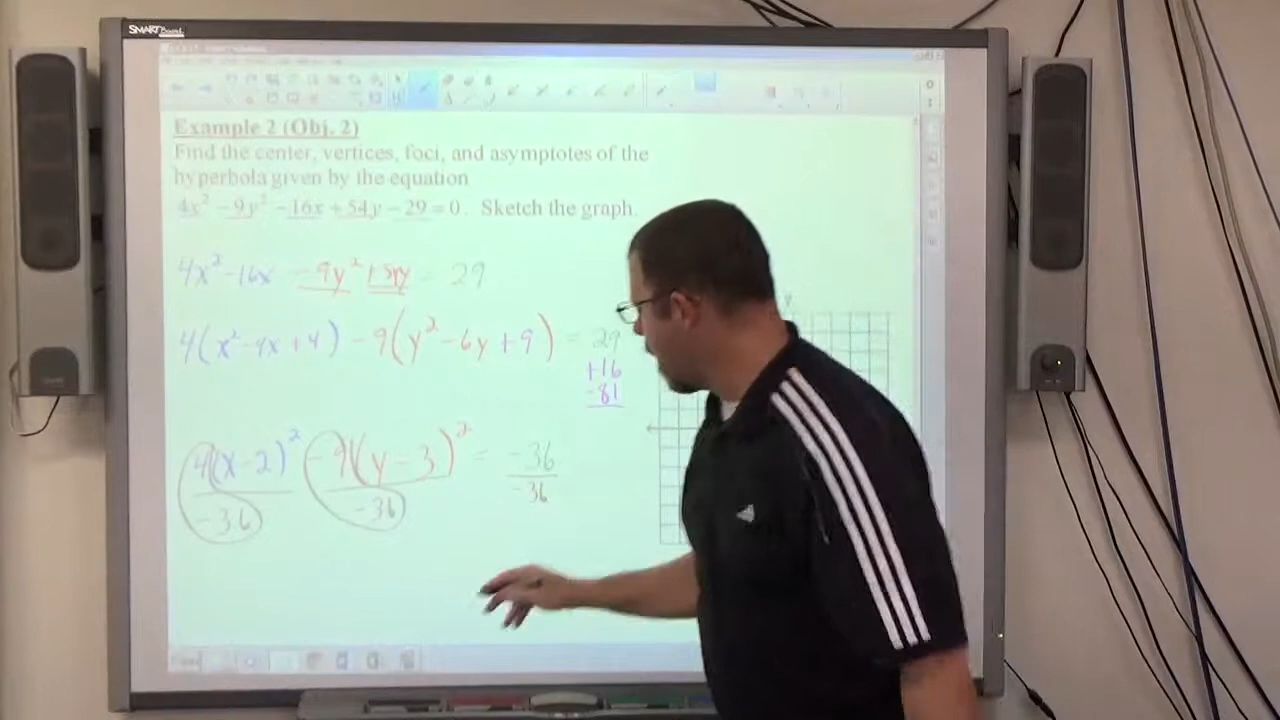 SMART Board
Example 2 (Obj. 2)
Find the center, vertices, foci, and asymptotes of the
hyperbola given by the equation
4x² − 9y² − 16x + 54y − 29 = 0. Sketch the graph.
4x² - 16x - 9y² + 54y = 29
4(x² - 4x + 4) - 9(y² - 6y + 9) = 29
+16
-81
4(x-2)² -9(y-3)² = -36
-36 -36 -36
y